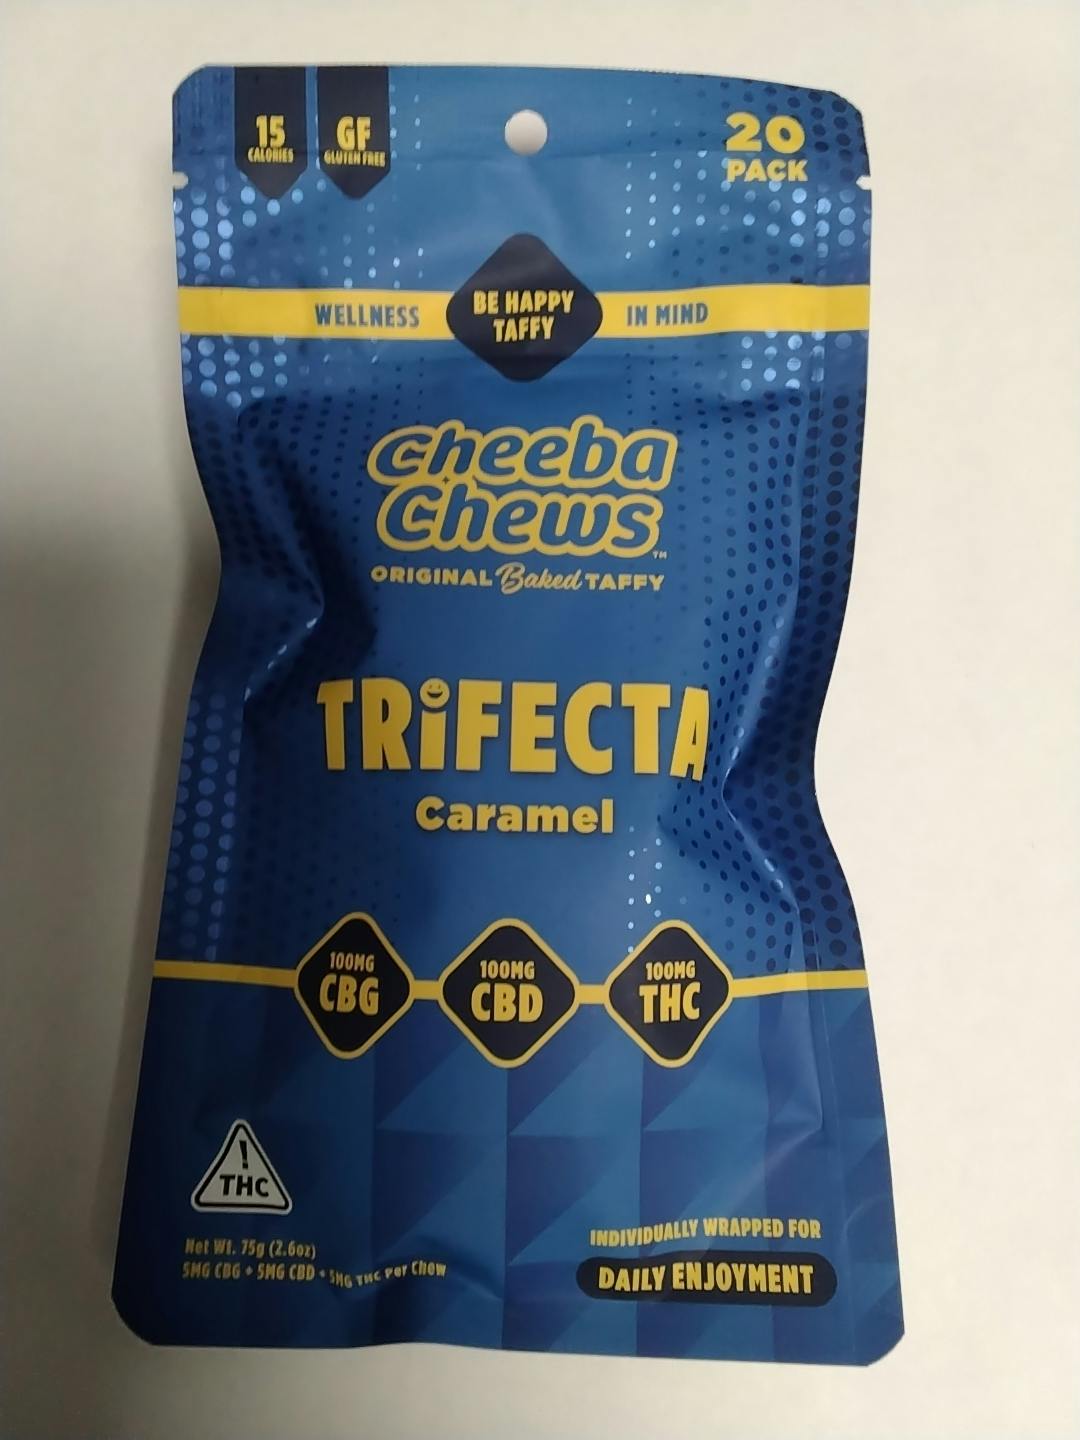 15
CALORIES
GF
GLUTEN FREE
20
PACK
WELLNESS
BE HAPPY
TAFFY
IN MIND
Cheeba
Chews™
ORIGINAL Baked TAFFY
TRiFECTA
Caramel
100MG
CBG
100MG
CBD
100MG
THC
!
THC
Net Wt. 75g (2.6oz)
5MG CBG + 5MG CBD + 5MG THC Per Chew
INDIVIDUALLY WRAPPED FOR
DAILY ENJOYMENT